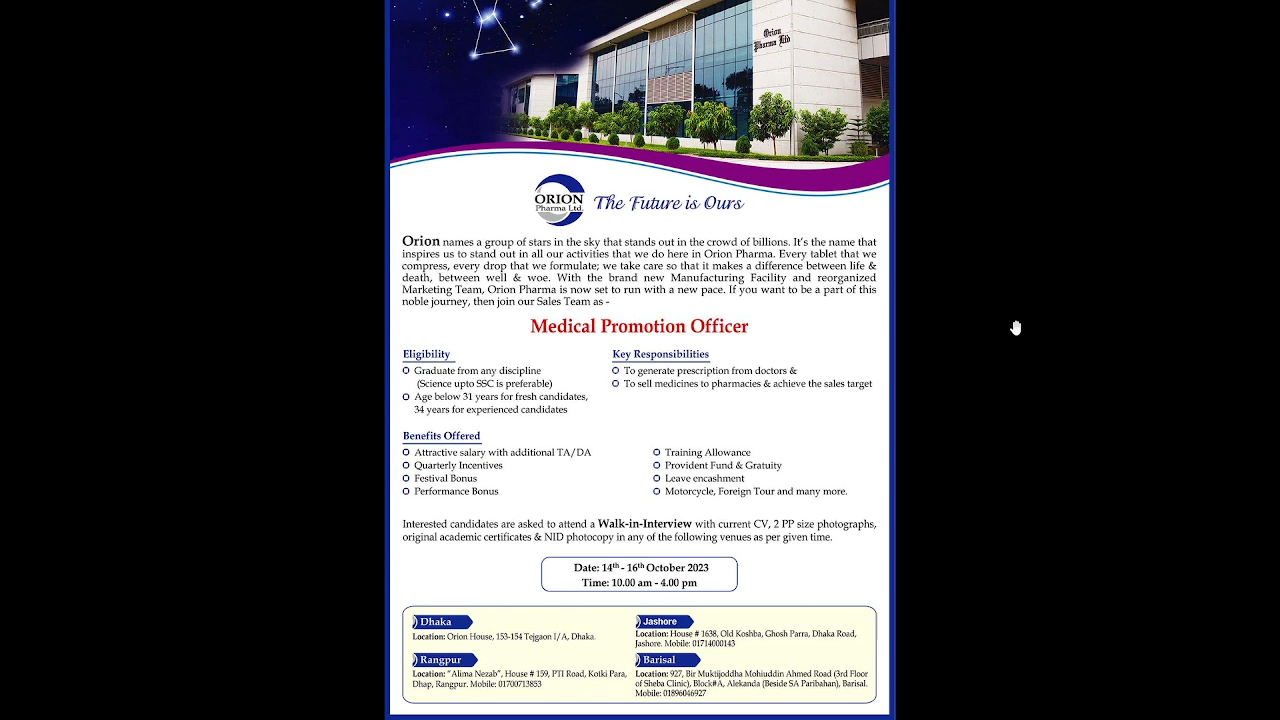 Orion
Pharma Ltd
ORION
Pharma Ltd.
The Future is Ours
Orion names a group of stars in the sky that stands out in the crowd of billions. It's the name that
inspires us to stand out in all our activities that we do here in Orion Pharma. Every tablet that we
compress, every drop that we formulate; we take care so that it makes a difference between life &
death, between well & woe. With the brand new Manufacturing Facility and reorganized
Marketing Team, Orion Pharma is now set to run with a new pace. If you want to be a part of this
noble journey, then join our Sales Team as -
Medical Promotion Officer
Eligibility
Graduate from any discipline
(Science upto SSC is preferable)
Age below 31 years for fresh candidates,
34 years for experienced candidates
Key Responsibilities
To generate prescription from doctors &
To sell medicines to pharmacies & achieve the sales target
Benefits Offered
Attractive salary with additional TA/DA
Quarterly Incentives
Festival Bonus
Performance Bonus
Training Allowance
Provident Fund & Gratuity
Leave encashment
Motorcycle, Foreign Tour and many more.
Interested candidates are asked to attend a Walk-in-Interview with current CV, 2 PP size photographs,
original academic certificates & NID photocopy in any of the following venues as per given time.
Date: 14th - 16th October 2023
Time: 10.00 am - 4.00 pm
Dhaka
Location: Orion House, 153-154 Tejgaon I/A, Dhaka.
Jashore
Location: House # 1638, Old Koshba, Ghosh Parra, Dhaka Road,
Jashore. Mobile: 01714000143
Rangpur
Location: "Alima Nezab", House # 159, PTI Road, Kotki Para,
Dhap, Rangpur. Mobile: 01700713853
Barisal
Location: 927, Bir Muktijoddha Mohiuddin Ahmed Road (3rd Floor
of Sheba Clinic), Block#A, Alekanda (Beside SA Paribahan), Barisal.
Mobile: 01896046927